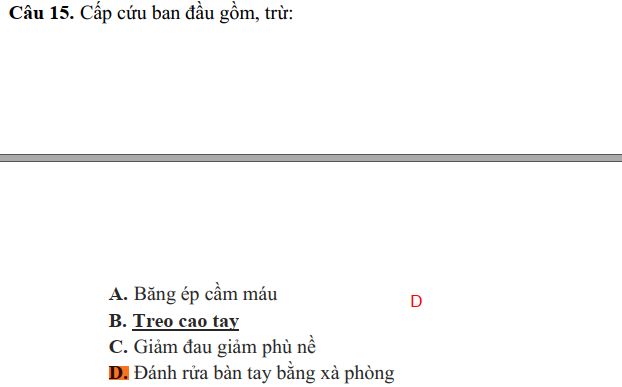 Câu 15. Cấp cứu ban đầu gồm, trừ:
A. Băng ép cầm máu
D
B. Treo cao tay
C. Giảm đau giảm phù nề
D. Đánh rửa bàn tay bằng xà phòng